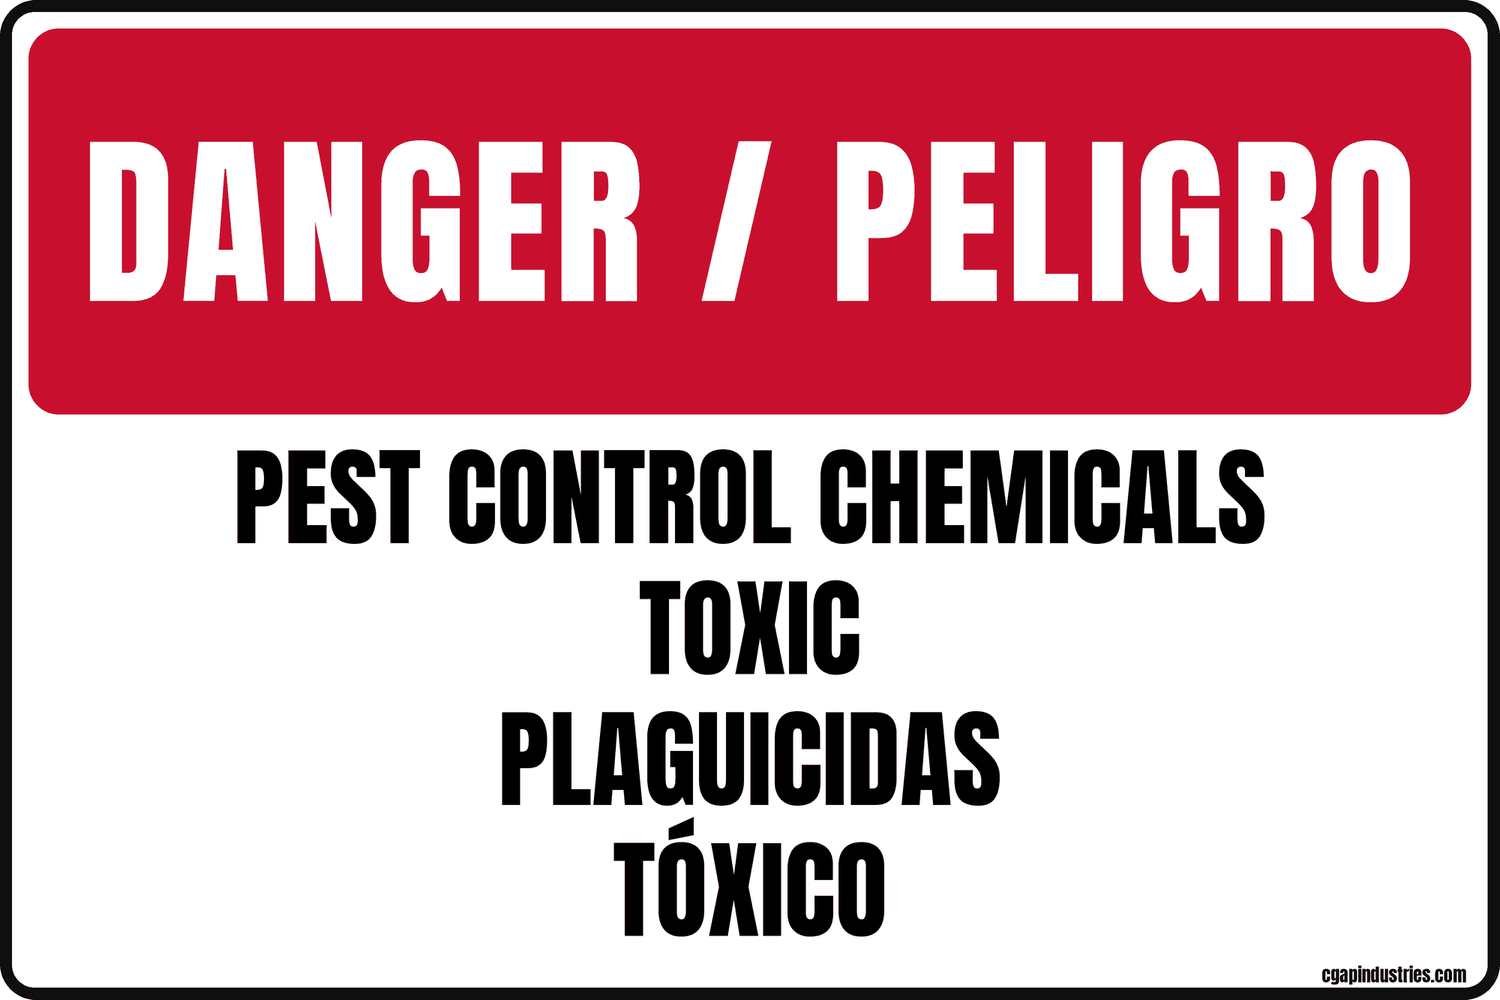 DANGER / PELIGRO
PEST CONTROL CHEMICALS
TOXIC
PLAGUICIDAS
TÓXICO
cgapindustries.com